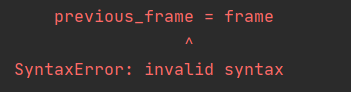 previous_frame = frame
^
SyntaxError: invalid syntax